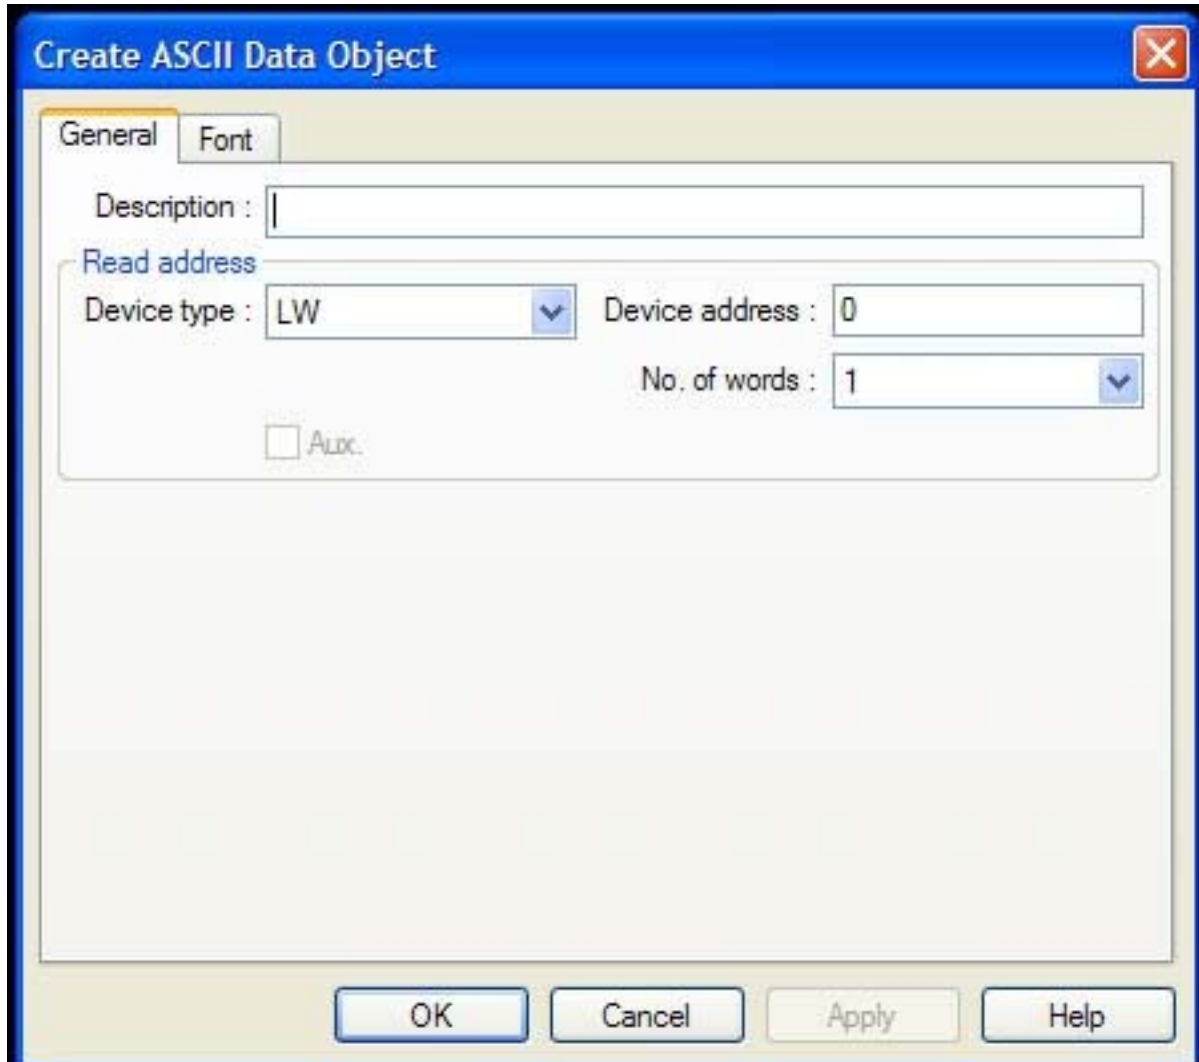 Create ASCII Data Object
General Font
Description :
Read address
Device type : LW Device address : 0
No. of words : 1
Aux.
OK Cancel Apply Help